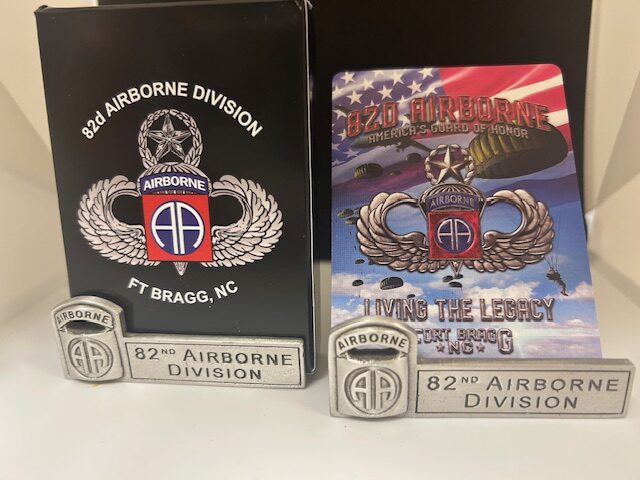 82d AIRBORNE DIVISION
AIRBORNE
AA
FT BRAGG, NC
AIRBORNE
AA
82ND AIRBORNE
DIVISION
82D AIRBORNE
AMERICA'S GUARD OF HONOR
AIRBORNE
AA
LIVING THE LEGACY
FORT BRAGG
NC
AIRBORNE
AA
82ND AIRBORNE
DIVISION